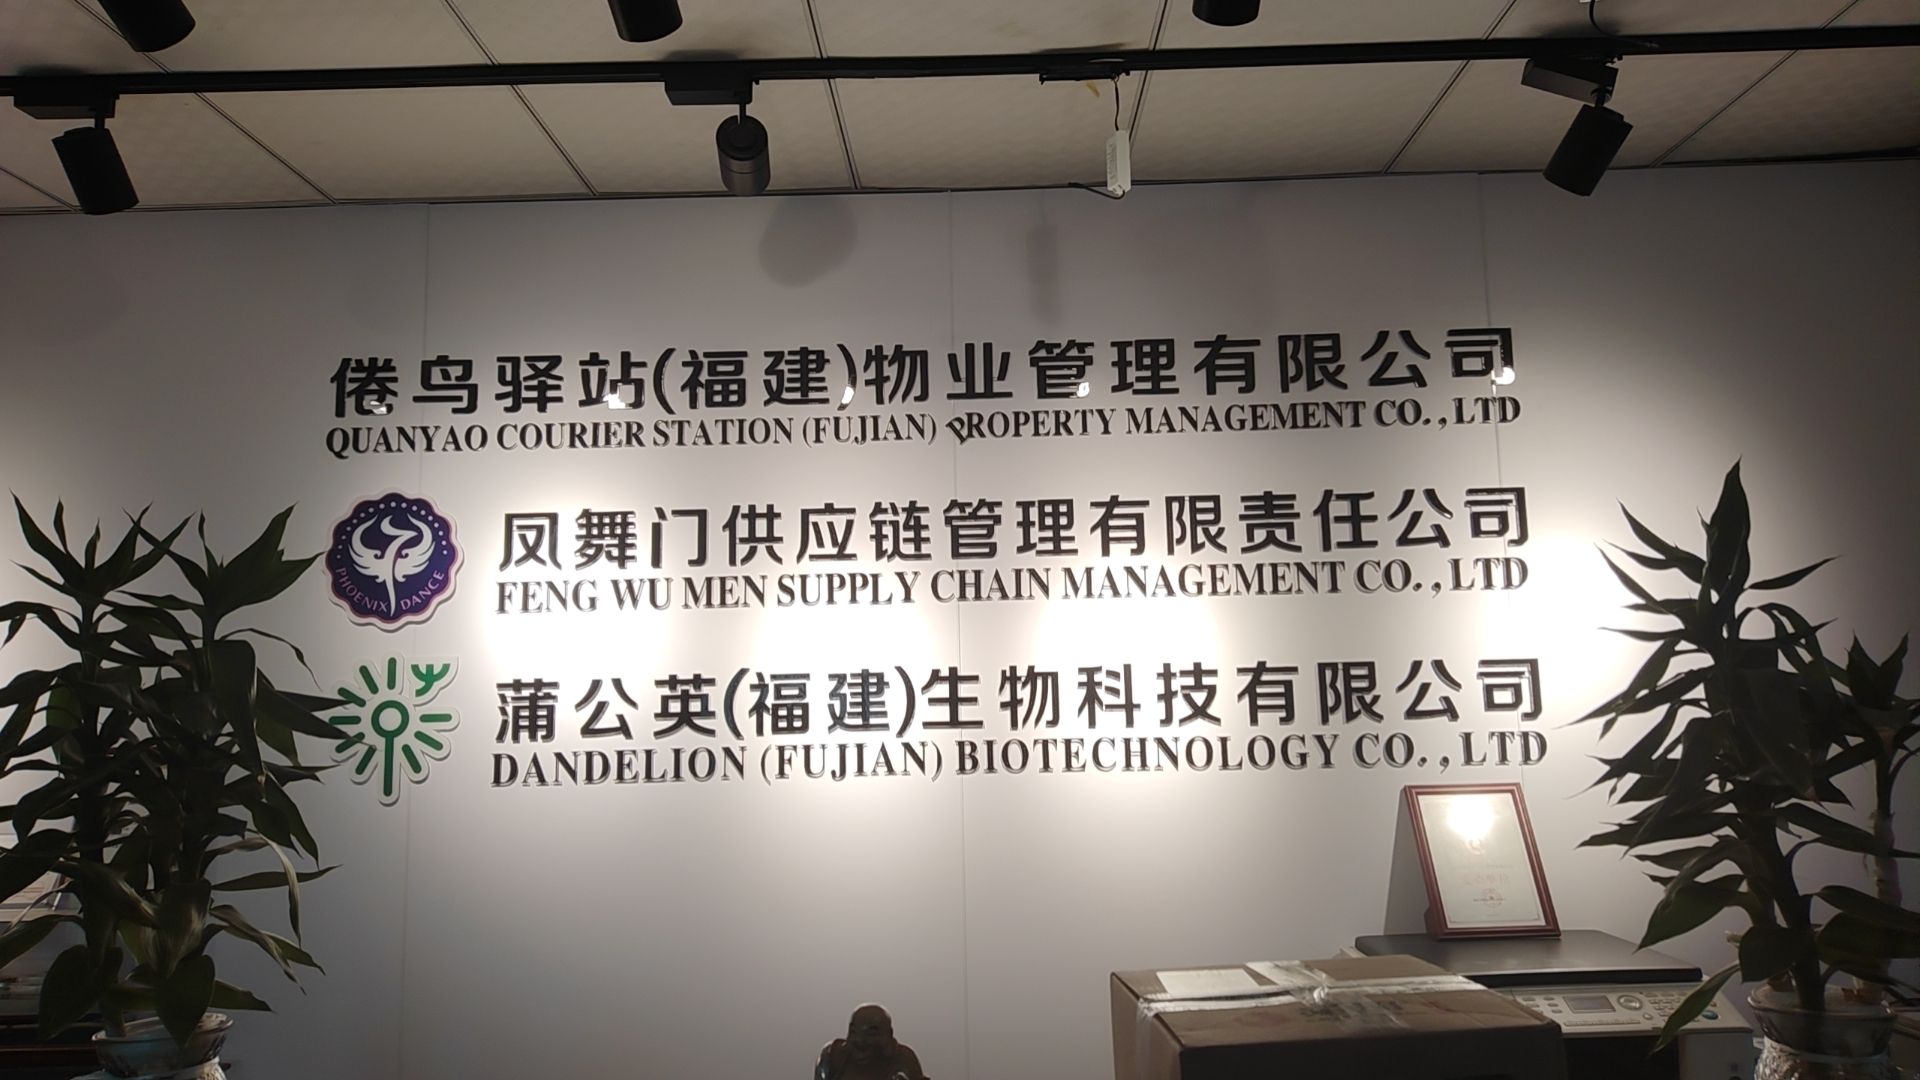 倦鸟驿站(福建)物业管理有限公司
QUANYAO COURIER STATION (FUJIAN) PROPERTY MANAGEMENT CO.,LTD
凤舞门供应链管理有限责任公司
FENG WU MEN SUPPLY CHAIN MANAGEMENT CO.,LTD
PHOENIX DANCE
蒲公英(福建)生物科技有限公司
DANDELION (FUJIAN) BIOTECHNOLOGY CO.,LTD